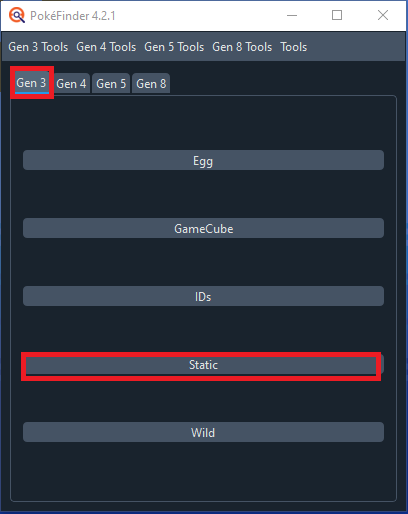 PokéFinder 4.2.1
Gen 3 Tools Gen 4 Tools Gen 5 Tools Gen 8 Tools Tools
Gen 3 Gen 4 Gen 5 Gen 8
Egg
GameCube
IDs
Static
Wild